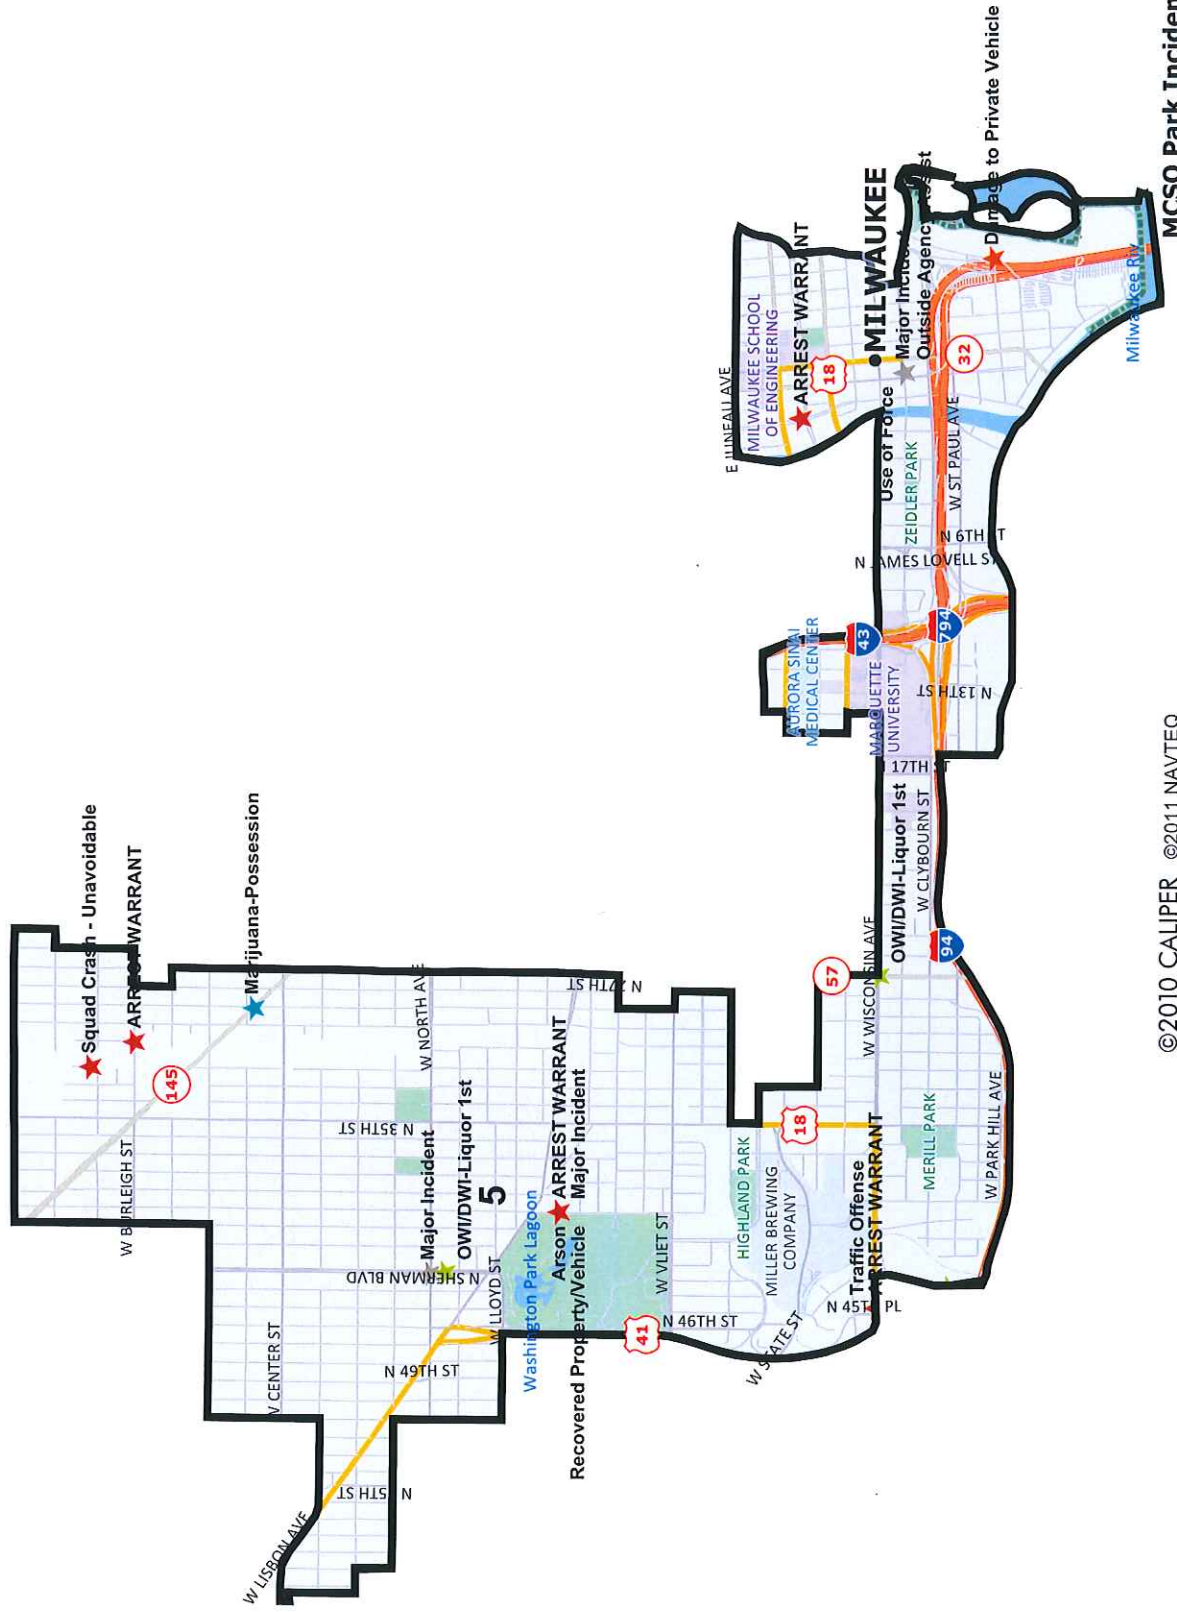 Squad Crash - Unavoidable
ARREST WARRANT
Marijuana-Possession
145
W BURLEIGH ST
N 35TH ST
W NORTH AVE
N 27TH ST
Major Incident
OWI/DWI-Liquor 1st
5
N SHERMAN BLVD
W LLOYD ST
W CENTER ST
N 49TH ST
W LISBON AVE
Washington Park Lagoon
Arson
ARREST WARRANT
Major Incident
Recovered Property/Vehicle
W VLIET ST
41
N 46TH ST
W STATE ST
HIGHLAND PARK
MILLER BREWING
COMPANY
18
57
Traffic Offense
ARREST WARRANT
N 45TH PL
MERILL PARK
W PARK HILL AVE
W WISCONSIN AVE
OWI/DWI-Liquor 1st
W CLYBOURN ST
94
N 17TH ST
AURORA SINAI
MEDICAL CENTER
MARQUETTE
UNIVERSITY
43
794
N 13TH ST
N JAMES LOVELL ST
N 6TH ST
ZEIDLER PARK
W ST PAUL AVE
Use of Force
E JUNEAU AVE
MILWAUKEE SCHOOL
OF ENGINEERING
ARREST WARRANT
18
MILWAUKEE
Major Incident
Outside Agency Assist
32
Damage to Private Vehicle
Milwaukee Riv
©2010 CALIPER ©2011 NAVTEQ